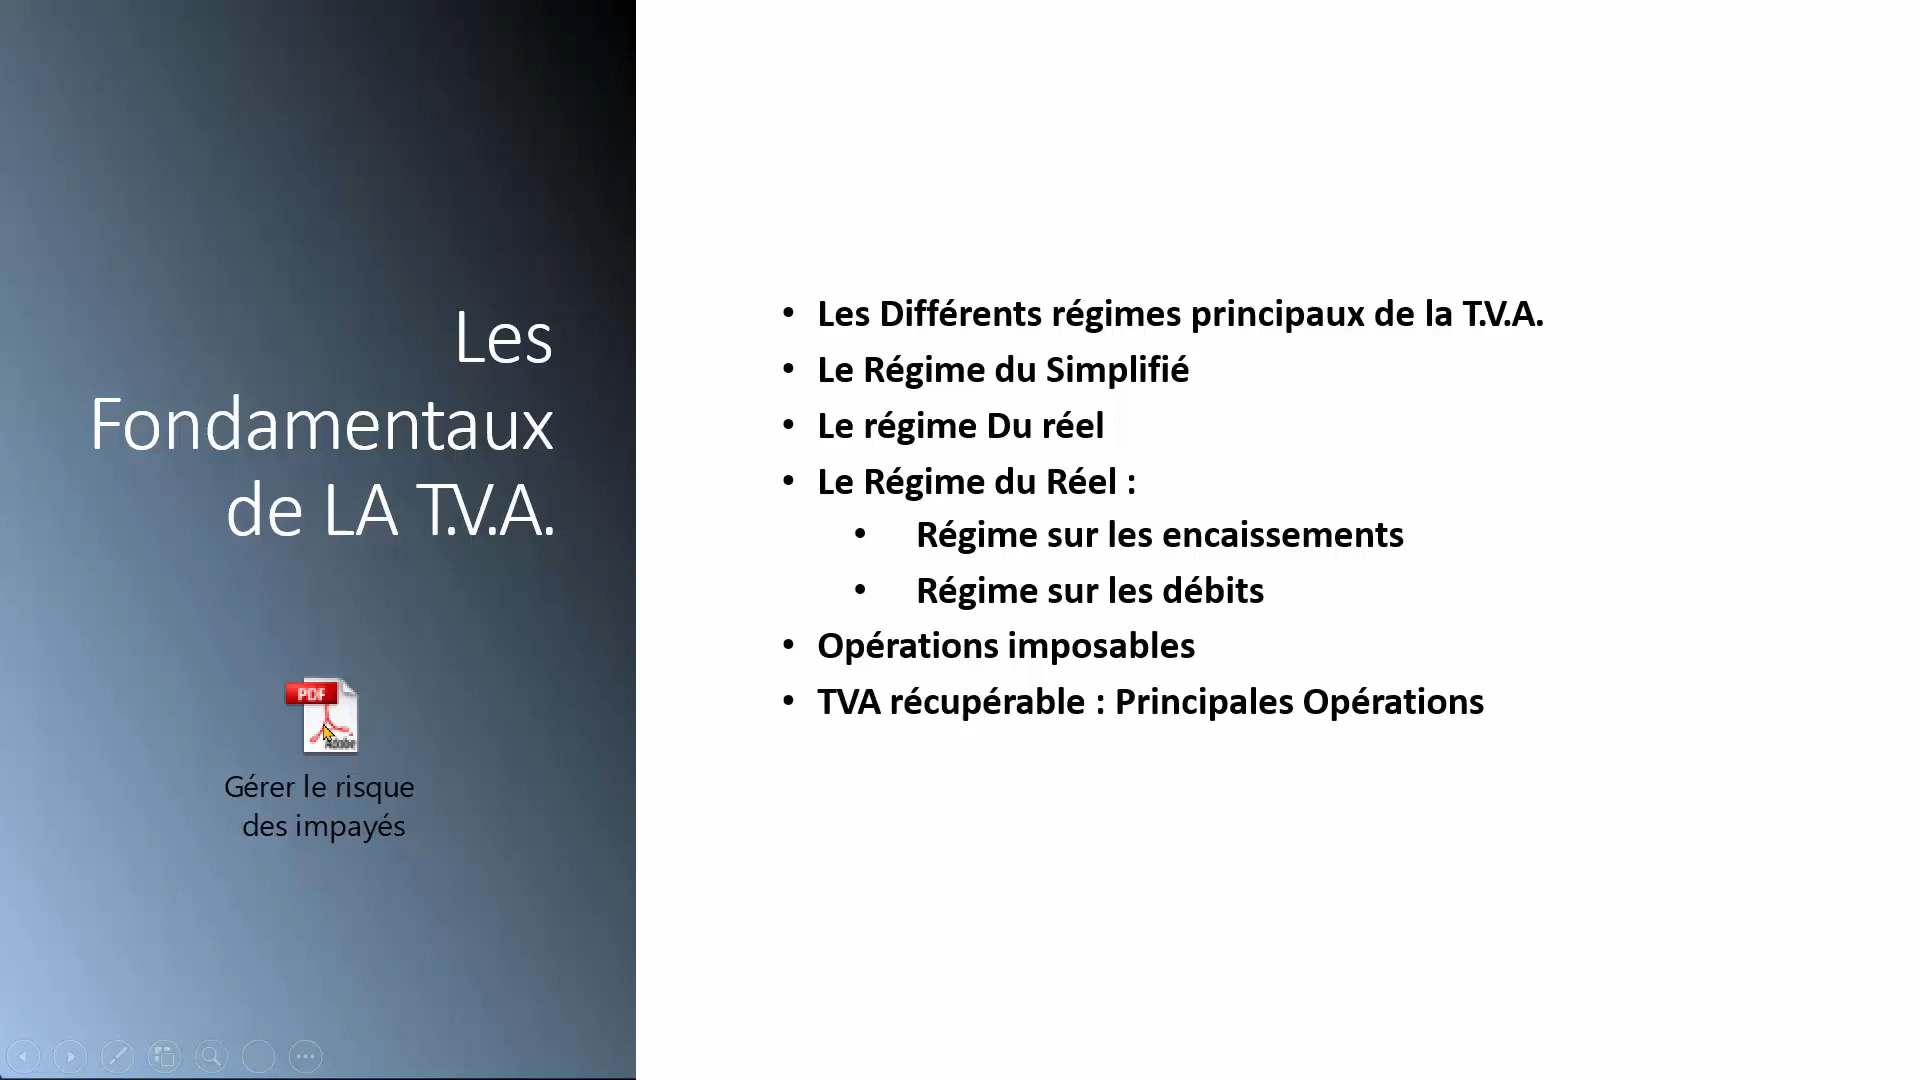 Les
Fondamentaux
de LA T.V.A.
PDF
Adobe
Gérer le risque
des impayés
• Les Différents régimes principaux de la T.V.A.
• Le Régime du Simplifié
• Le régime Du réel
• Le Régime du Réel :
• Régime sur les encaissements
• Régime sur les débits
• Opérations imposables
• TVA récupérable : Principales Opérations